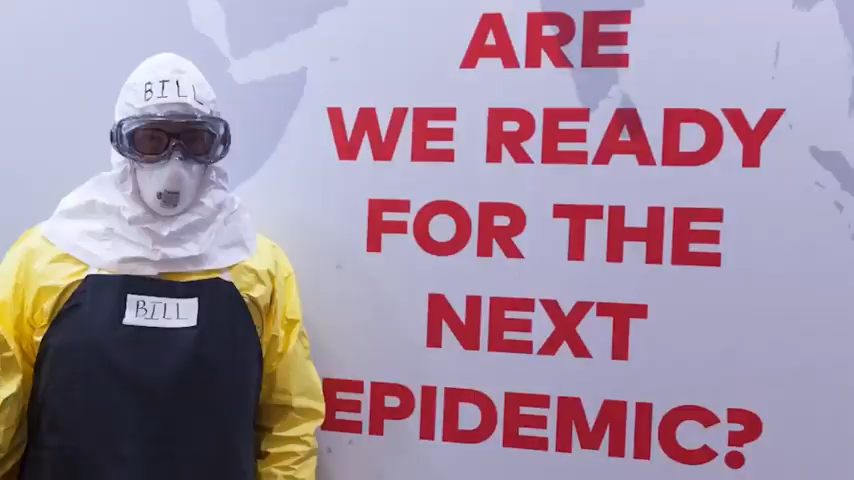 BILL
BILL
ARE
WE READY
FOR THE
NEXT
EPIDEMIC?